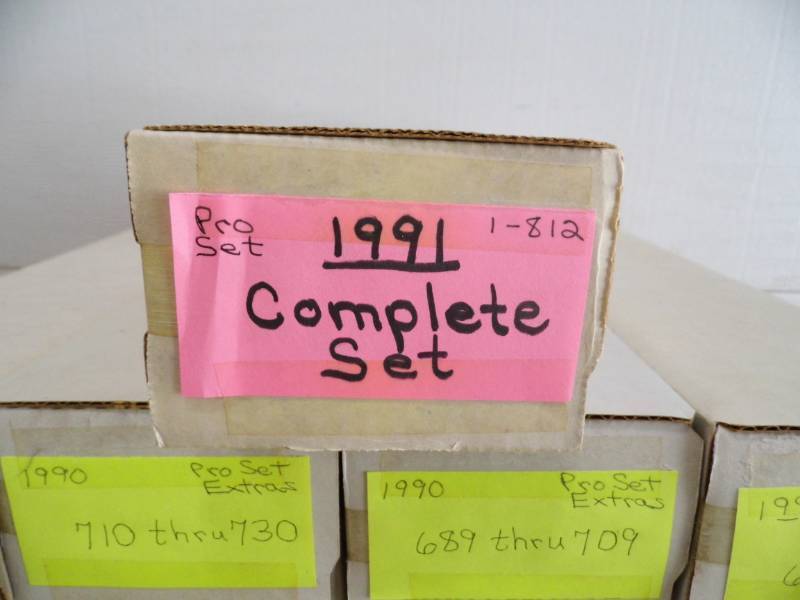 Pro Set
1991
1-812
Complete
Set
1990
Pro Set
Extras
710 thru 730
1990
Pro Set
Extras
689 thru 709